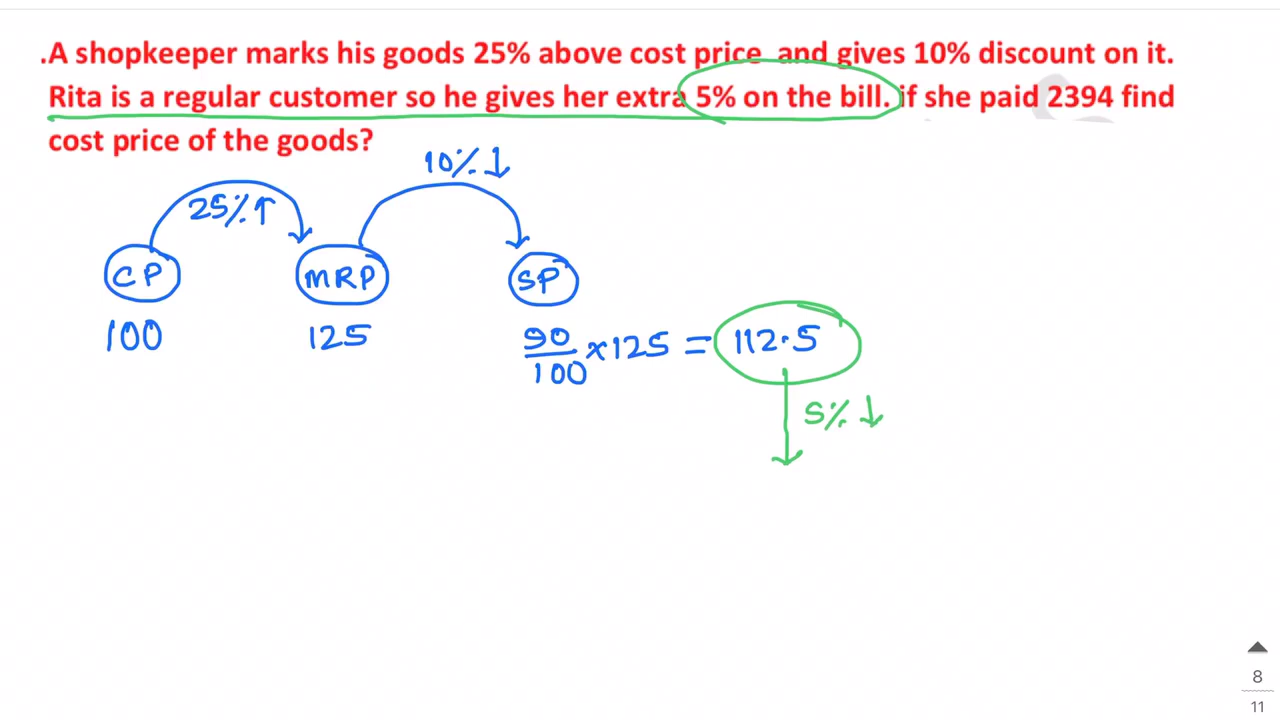 .A shopkeeper marks his goods 25% above cost price and gives 10% discount on it.
Rita is a regular customer so he gives her extra 5% on the bill. if she paid 2394 find
cost price of the goods?
10% ↓
25% ↑
CP MRP SP
100 125 90/100 × 125 = 112.5
5% ↓
8
11